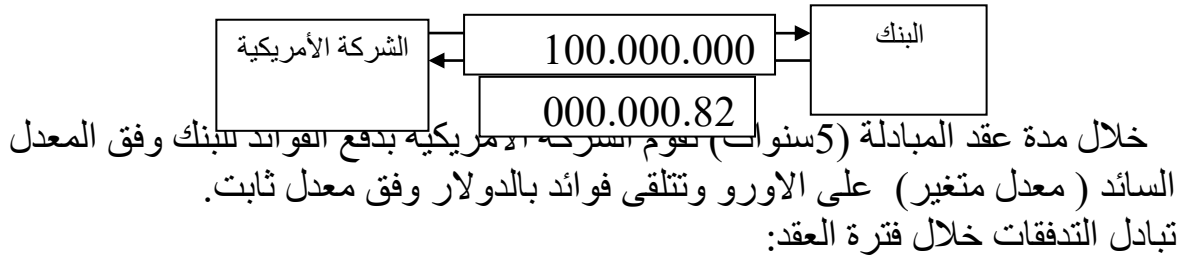 البنك
الشركة الأمريكية
100.000.000
000.000.82
خلال مدة عقد المبادلة (5سنوات) تقوم الشركة الأمريكية بدفع الفوائد للبنك وفق المعدل
السائد ( معدل متغير) على الاورو وتتلقى فوائد بالدولار وفق معدل ثابت.
تبادل التدفقات خلال فترة العقد: